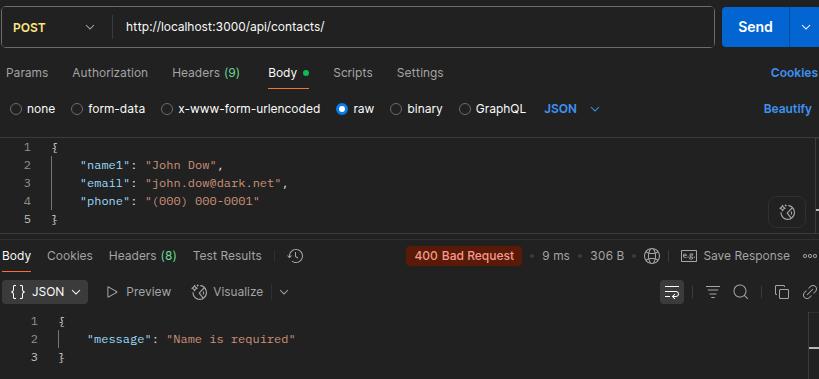 POST http://localhost:3000/api/contacts/ Send
Params Authorization Headers (9) Body Scripts Settings Cookies
none form-data x-www-form-urlencoded raw binary GraphQL JSON Beautify
1 {
2 "name1": "John Dow",
3 "email": "john.dow@dark.net",
4 "phone": "(000) 000-0001"
5 }
Body Cookies Headers (8) Test Results 400 Bad Request • 9 ms • 306 B e.g. Save Response
{} JSON Preview Visualize
1 {
2 "message": "Name is required"
3 }